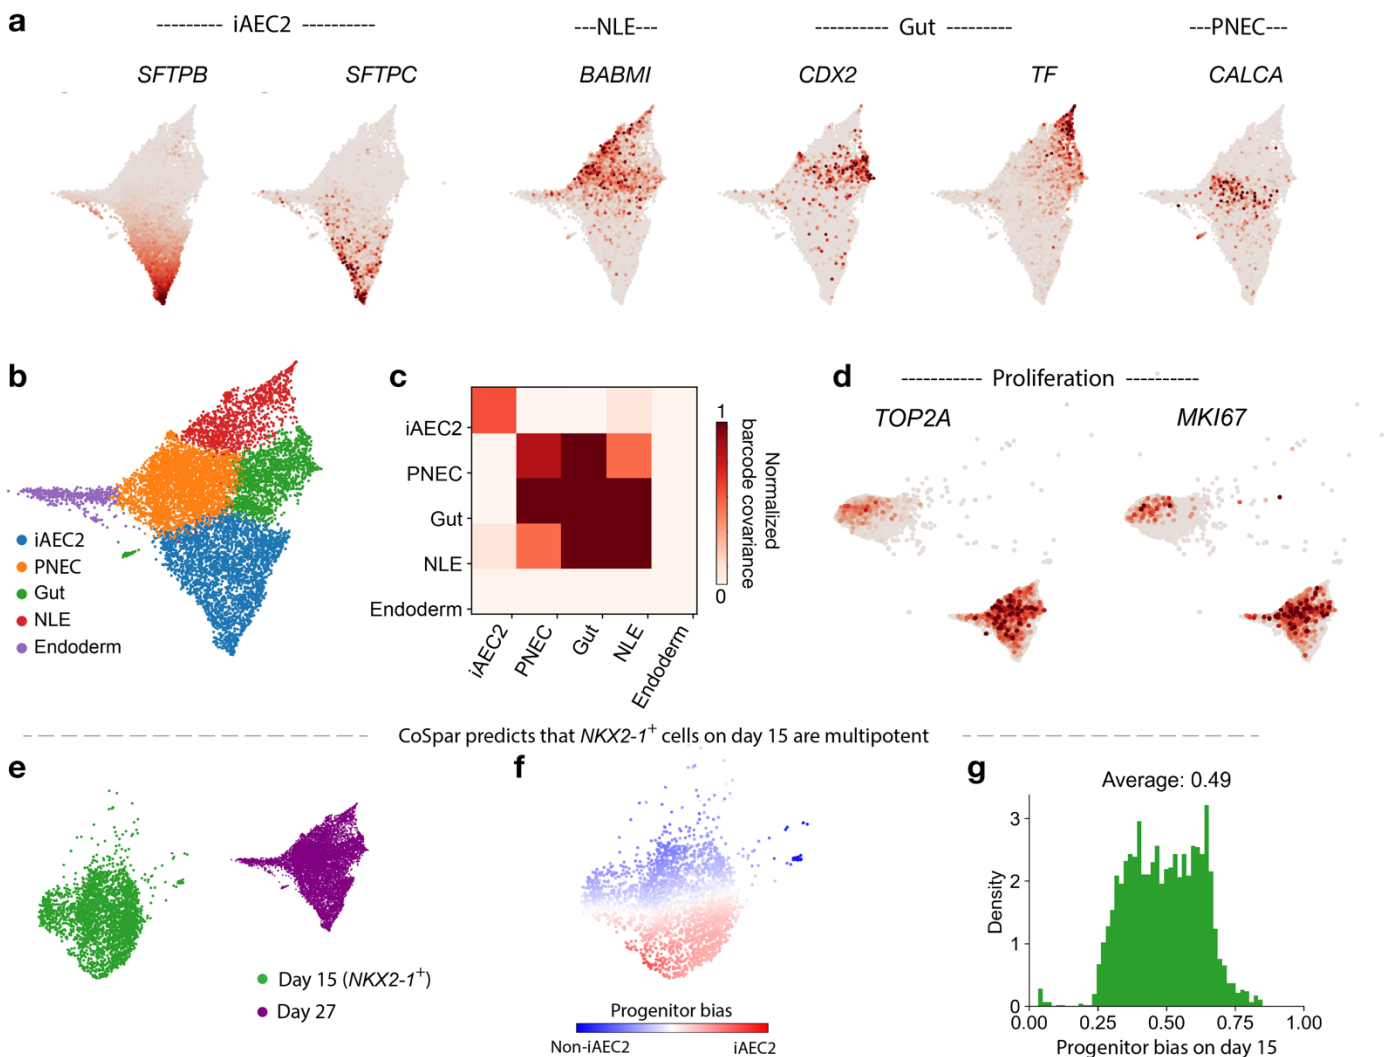 a
--------- iAEC2 ---------- ---NLE--- ---------- Gut --------- ---PNEC---
SFTPB SFTPC BABMI CDX2 TF CALCA
b
iAEC2
PNEC
Gut
NLE
Endoderm
c
iAEC2
PNEC
Gut
NLE
Endoderm
iAEC2
PNEC
Gut
NLE
Endoderm
1
0
Normalized
barcode covariance
d
----------- Proliferation ----------
TOP2A MKI67
CoSpar predicts that NKX2-1+ cells on day 15 are multipotent
e
Day 15 (NKX2-1+)
Day 27
f
Progenitor bias
Non-iAEC2 iAEC2
g
Average: 0.49
Density
3
2
1
0
0.00 0.25 0.50 0.75 1.00
Progenitor bias on day 15